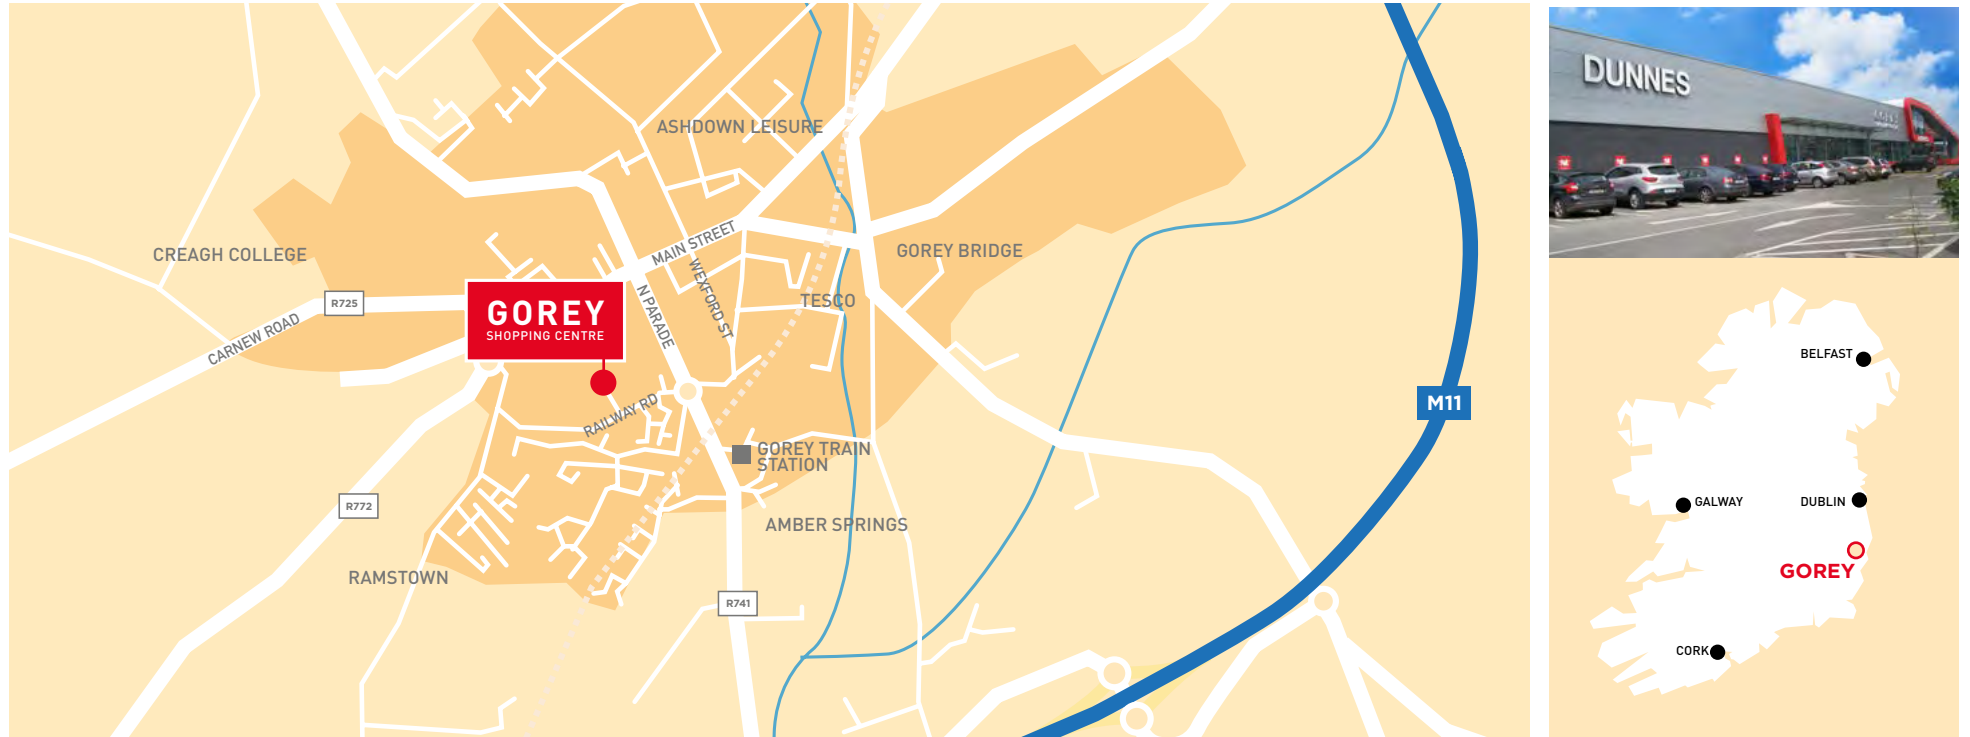 ASHDOWN LEISURE
CREAGH COLLEGE
MAIN STREET
WEXFORD ST
N PARADE
GOREY BRIDGE
TESCO
R725
CARNEW ROAD
GOREY
SHOPPING CENTRE
RAILWAY RD
GOREY TRAIN
STATION
M11
R772
AMBER SPRINGS
RAMSTOWN
R741
DUNNES
BELFAST
GALWAY
DUBLIN
GOREY
CORK